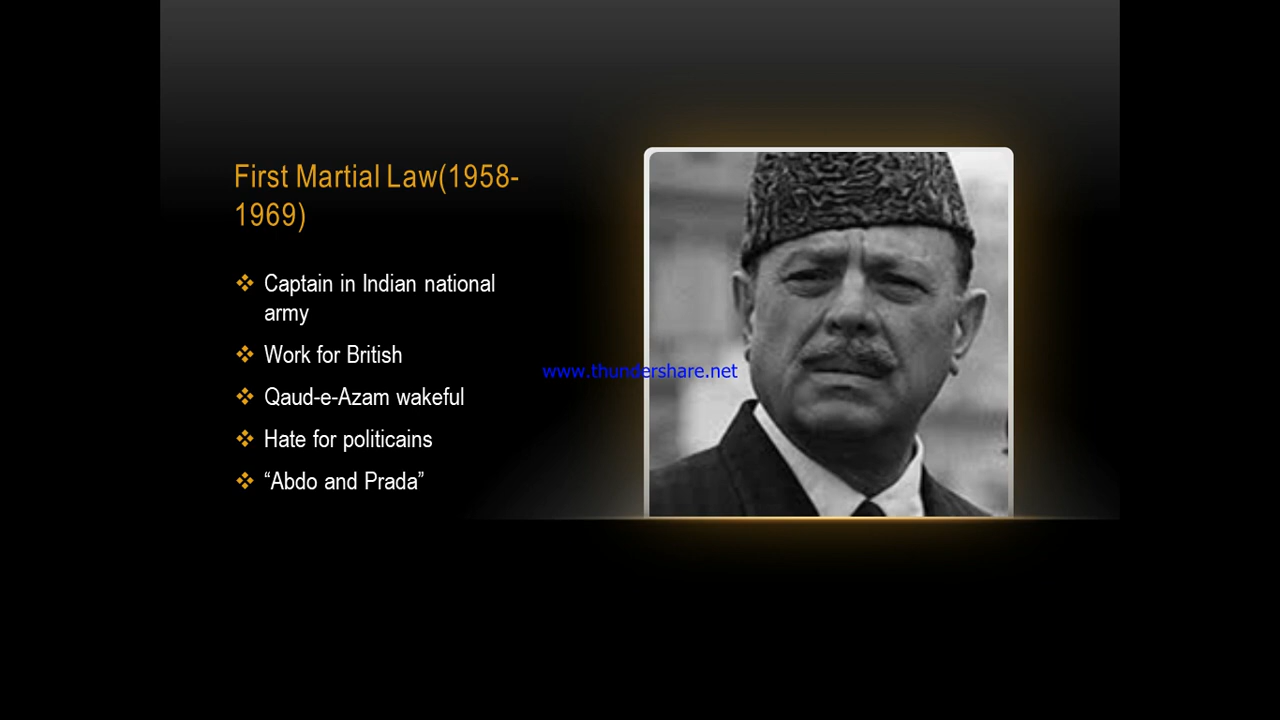 First Martial Law(1958-
1969)
Captain in Indian national
army
Work for British
www.thundershare.net
Qaud-e-Azam wakeful
Hate for politicains
“Abdo and Prada”